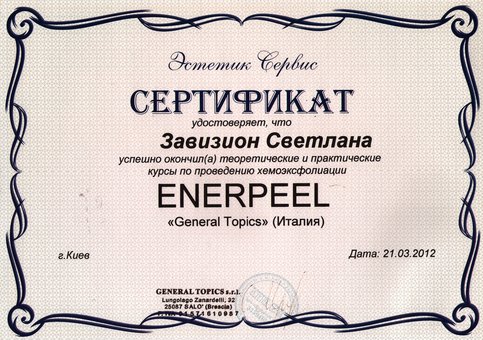 Эстетик Сервис
СЕРТИФИКАТ
удостоверяет, что
Завизион Светлана
успешно окончил(а) теоретические и практические
курсы по проведению хемоэксфолиации
ENERPEEL
«General Topics» (Италия)
г.Киев
Дата: 21.03.2012
GENERAL TOPICS s.r.l.
Lungolago Zanardelli, 32
25087 SALO' (Brescia)